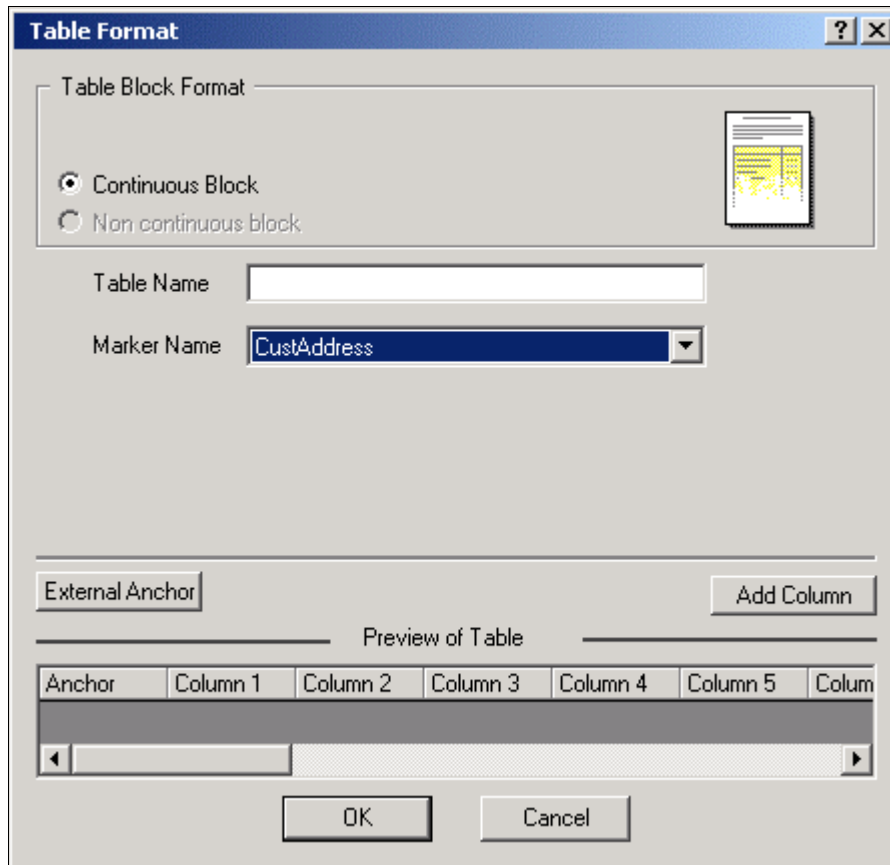 Table Format
Table Block Format
Continuous Block
Non continuous block
Table Name
Marker Name CustAddress
External Anchor Add Column
Preview of Table
Anchor Column 1 Column 2 Column 3 Column 4 Column 5 Colum
OK Cancel